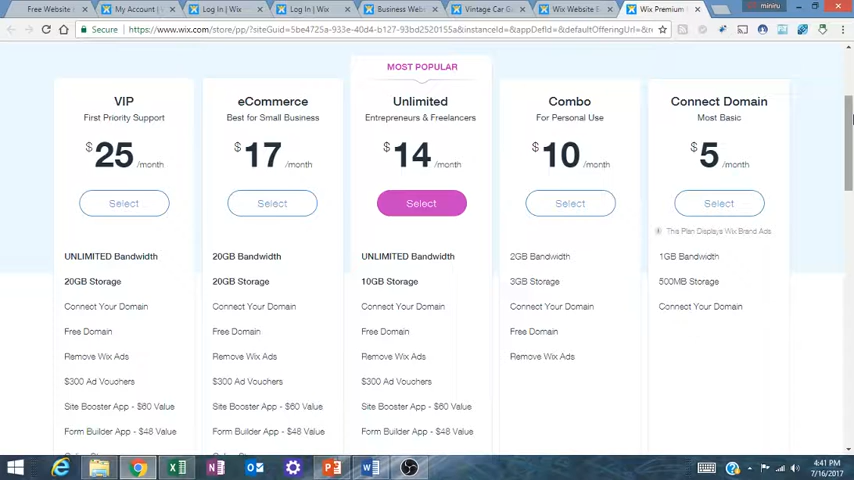 Free Website
My Account /
Log In | Wix
Log In | Wix
Business Web
Vintage Car G
Wix Website E
Wix Premium
miniru
Secure
https://www.wix.com/store/pp/?siteGuid=5be4725a-933e-40d4-b127-93bd2520155a&instanceId=&appDefId=&defaultOfferingUrl=&re
MOST POPULAR
VIP
First Priority Support
$25 /month
Select
UNLIMITED Bandwidth
20GB Storage
Connect Your Domain
Free Domain
Remove Wix Ads
$300 Ad Vouchers
Site Booster App - $60 Value
Form Builder App - $48 Value
eCommerce
Best for Small Business
$17 /month
Select
20GB Bandwidth
20GB Storage
Connect Your Domain
Free Domain
Remove Wix Ads
$300 Ad Vouchers
Site Booster App - $60 Value
Form Builder App - $48 Value
Unlimited
Entrepreneurs & Freelancers
$14 /month
Select
UNLIMITED Bandwidth
10GB Storage
Connect Your Domain
Free Domain
Remove Wix Ads
$300 Ad Vouchers
Site Booster App - $60 Value
Form Builder App - $48 Value
Combo
For Personal Use
$10 /month
Select
2GB Bandwidth
3GB Storage
Connect Your Domain
Free Domain
Remove Wix Ads
Connect Domain
Most Basic
$5 /month
Select
This Plan Displays Wix Brand Ads.
1GB Bandwidth
500MB Storage
Connect Your Domain
4:41 PM
7/16/2017